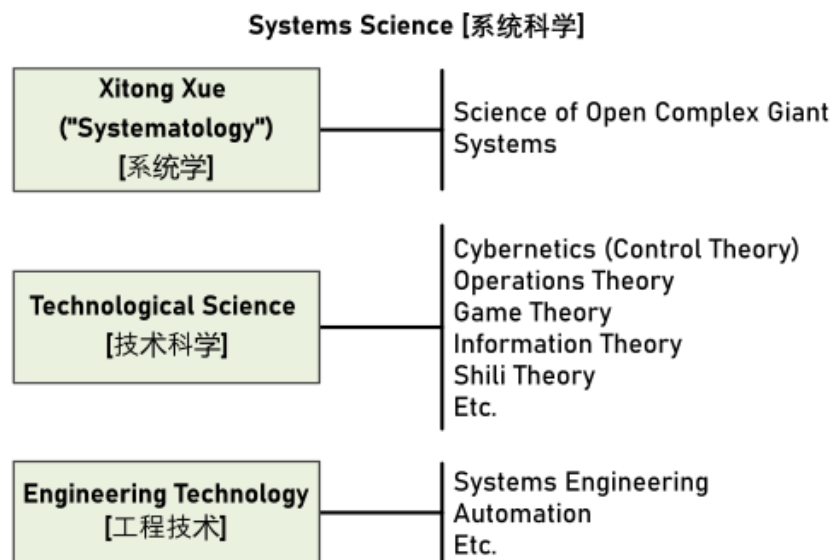 Systems Science [系统科学]
Xitong Xue
("Systematology")
[系统学]
Science of Open Complex Giant
Systems
Technological Science
[技术科学]
Cybernetics (Control Theory)
Operations Theory
Game Theory
Information Theory
Shili Theory
Etc.
Engineering Technology
[工程技术]
Systems Engineering
Automation
Etc.